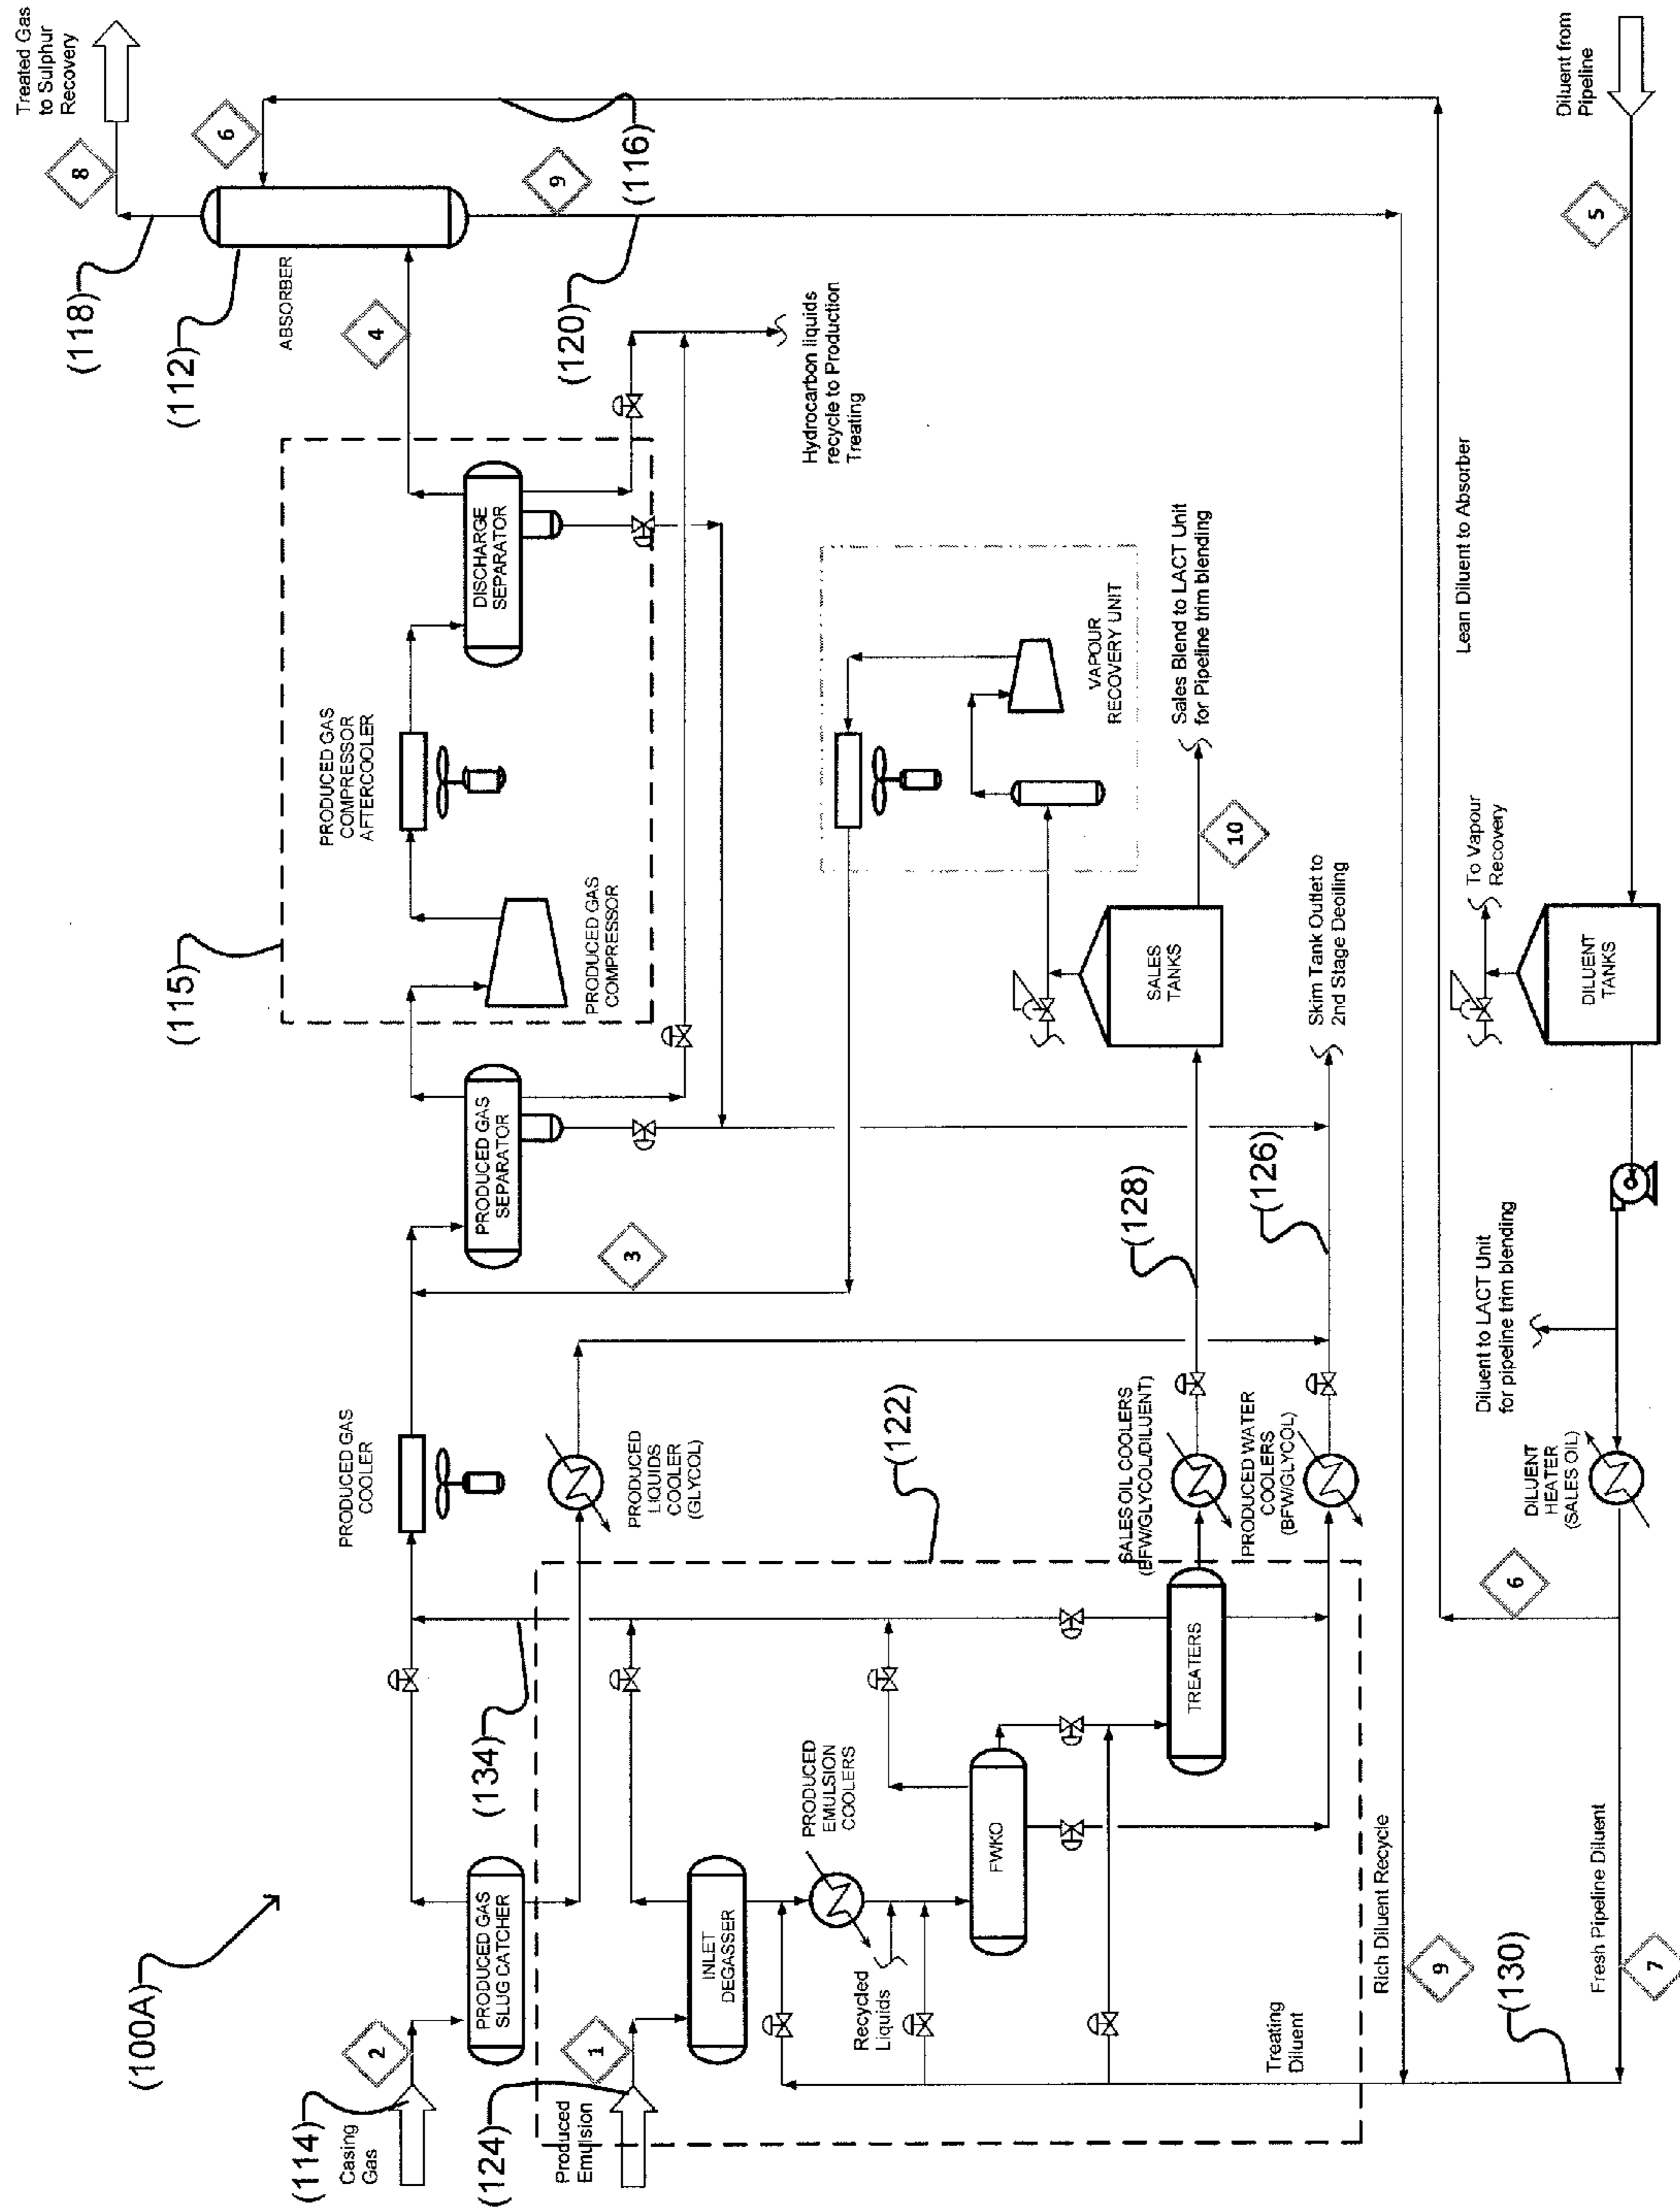 (100A)
(114)
Casing
Gas
2
PRODUCED GAS
SLUG CATCHER
(124)
Produced
Emulsion
1
INLET
DEGASSER
(134)
PRODUCED GAS
COOLER
PRODUCED
LIQUIDS
COOLER
(GLYCOL)
PRODUCED
EMULSION
COOLERS
Recycled
Liquids
FWKO
TREATERS
Treating
Diluent
(122)
SALES OIL COOLERS
(BFW/GLYCOL/DILUENT)
PRODUCED WATER
COOLERS
(BFW/GLYCOL)
3
PRODUCED GAS
SEPARATOR
(115)
PRODUCED GAS
COMPRESSOR
PRODUCED GAS
COMPRESSOR
AFTERCOOLER
DISCHARGE
SEPARATOR
Hydrocarbon liquids
recycle to Production
Treating
4
(112)
ABSORBER
(118)
8
Treated Gas
to Sulphur
Recovery
6
9
(116)
(120)
VAPOUR
RECOVERY UNIT
SALES
TANKS
10
Sales Blend to LACT Unit
for Pipeline trim blending
(128)
(126)
Skim Tank Outlet to
2nd Stage Deoiling
Rich Diluent Recycle
9
Lean Diluent to Absorber
Fresh Pipeline Diluent
7
(130)
6
DILUENT
HEATER
(SALES OIL)
Diluent to LACT Unit
for pipeline trim blending
DILUENT
TANKS
To Vapour
Recovery
5
Diluent from
Pipeline